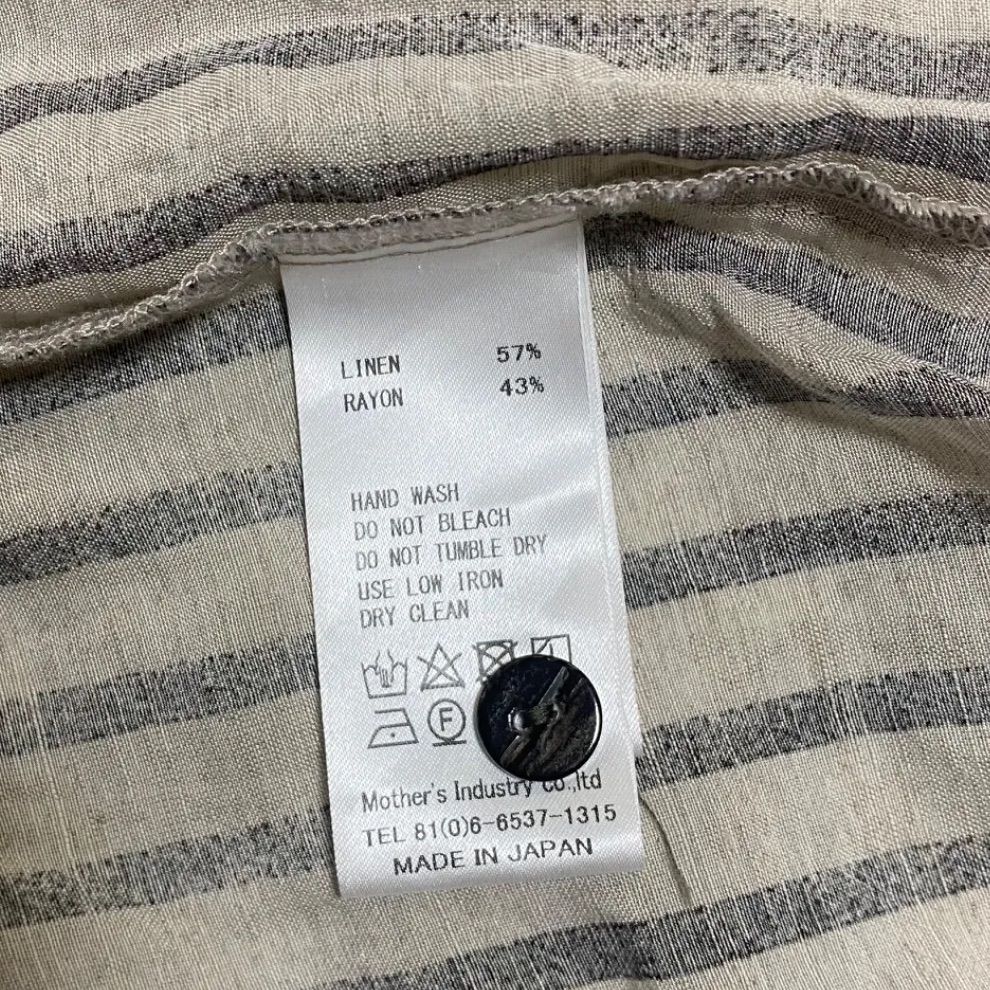 LINEN 57%
RAYON 43%
HAND WASH
DO NOT BLEACH
DO NOT TUMBLE DRY
USE LOW IRON
DRY CLEAN
F
Mother's Industry co.,ltd
TEL 81(0)6-6537-1315
MADE IN JAPAN